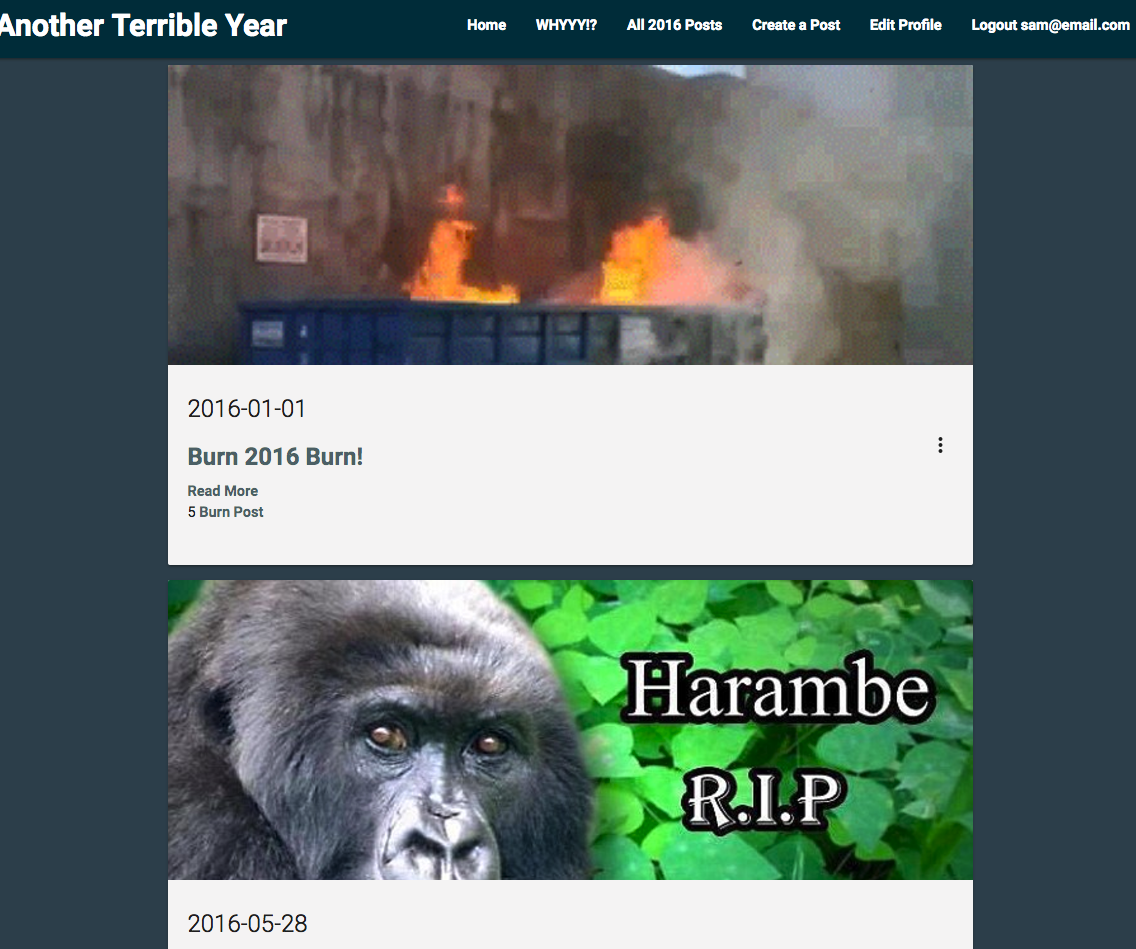 Another Terrible Year
Home WHYYY!? All 2016 Posts Create a Post Edit Profile Logout sam@email.com
2016-01-01
Burn 2016 Burn!
Read More
5 Burn Post
Harambe
R.I.P
2016-05-28